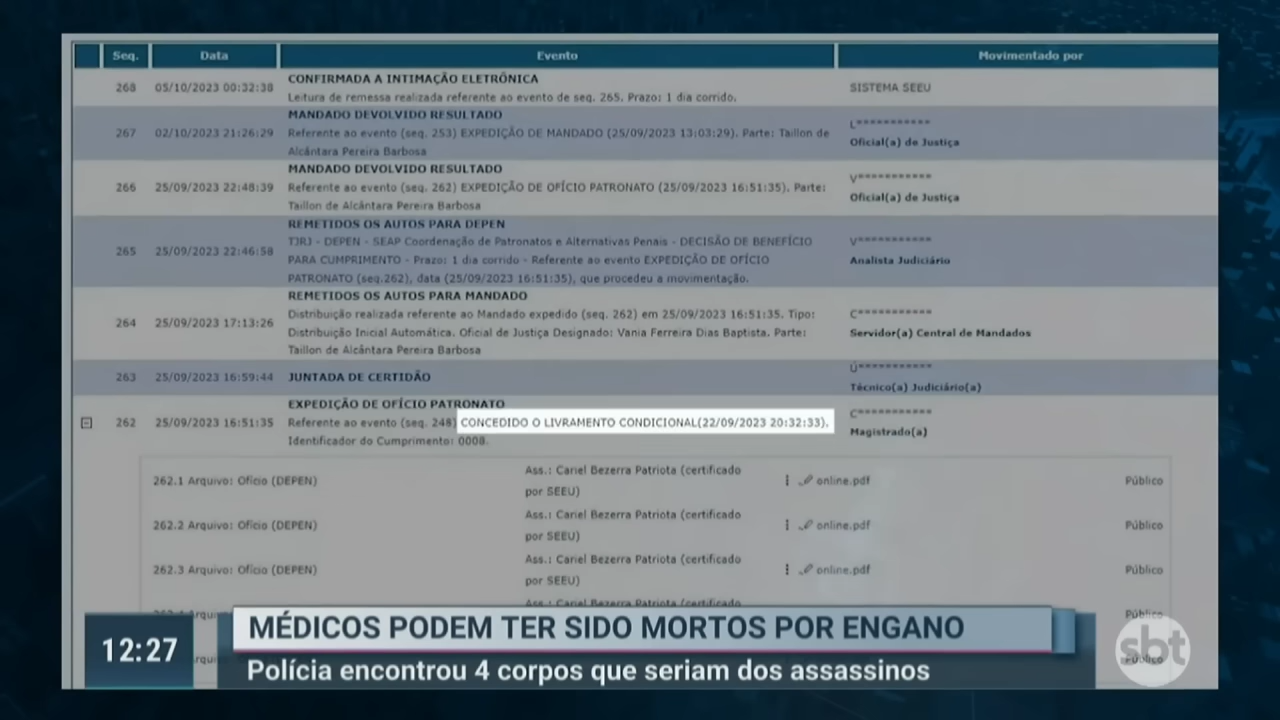 Seq. Data Evento Movimentado por
268 05/10/2023 00:32:38 CONFIRMADA A INTIMAÇÃO ELETRÔNICA SISTEMA SEEU
Leitura de remessa realizada referente ao evento de seq. 265. Prazo: 1 dia corrido.
MANDADO DEVOLVIDO RESULTADO
267 02/10/2023 21:26:29 Referente ao evento (seq. 253) EXPEDIÇÃO DE MANDADO (25/09/2023 13:03:29). Parte: Taillon de L***********
Alcântara Pereira Barbosa Oficial(a) de Justiça
MANDADO DEVOLVIDO RESULTADO
266 25/09/2023 22:48:39 Referente ao evento (seq. 262) EXPEDIÇÃO DE OFÍCIO PATRONATO (25/09/2023 16:51:35). Parte: V***********
Taillon de Alcântara Pereira Barbosa Oficial(a) de Justiça
REMETIDOS OS AUTOS PARA DEPEN
TJRJ - DEPEN - SEAP Coordenação de Patronatos e Alternativas Penais - DECISÃO DE BENEFÍCIO V***********
265 25/09/2023 22:46:58 PARA CUMPRIMENTO - Prazo: 1 dia corrido - Referente ao evento EXPEDIÇÃO DE OFÍCIO Analista Judiciário
PATRONATO (seq.262), data (25/09/2023 16:51:35), que procedeu a movimentação.
REMETIDOS OS AUTOS PARA MANDADO
Distribuição realizada referente ao Mandado expedido (seq. 262) em 25/09/2023 16:51:35. Tipo: C***********
264 25/09/2023 17:13:26 Distribuição Inicial Automática. Oficial de Justiça Designado: Vania Ferreira Dias Baptista. Parte: Servidor(a) Central de Mandados
Taillon de Alcântara Pereira Barbosa
263 25/09/2023 16:59:44 JUNTADA DE CERTIDÃO Ú***********
Técnico(a) Judiciário(a)
EXPEDIÇÃO DE OFÍCIO PATRONATO
262 25/09/2023 16:51:35 Referente ao evento (seq. 248) CONCEDIDO O LIVRAMENTO CONDICIONAL(22/09/2023 20:32:33). C***********
Identificador do Cumprimento: 0008. Magistrado(a)
262.1 Arquivo: Ofício (DEPEN) Ass.: Cariel Bezerra Patriota (certificado online.pdf Público
por SEEU)
262.2 Arquivo: Ofício (DEPEN) Ass.: Cariel Bezerra Patriota (certificado online.pdf Público
por SEEU)
262.3 Arquivo: Ofício (DEPEN) Ass.: Cariel Bezerra Patriota (certificado online.pdf Público
por SEEU)
Ass.: Cariel Bezerra Patriota (certificado Público
12:27 MÉDICOS PODEM TER SIDO MORTOS POR ENGANO
Polícia encontrou 4 corpos que seriam dos assassinos
sbt